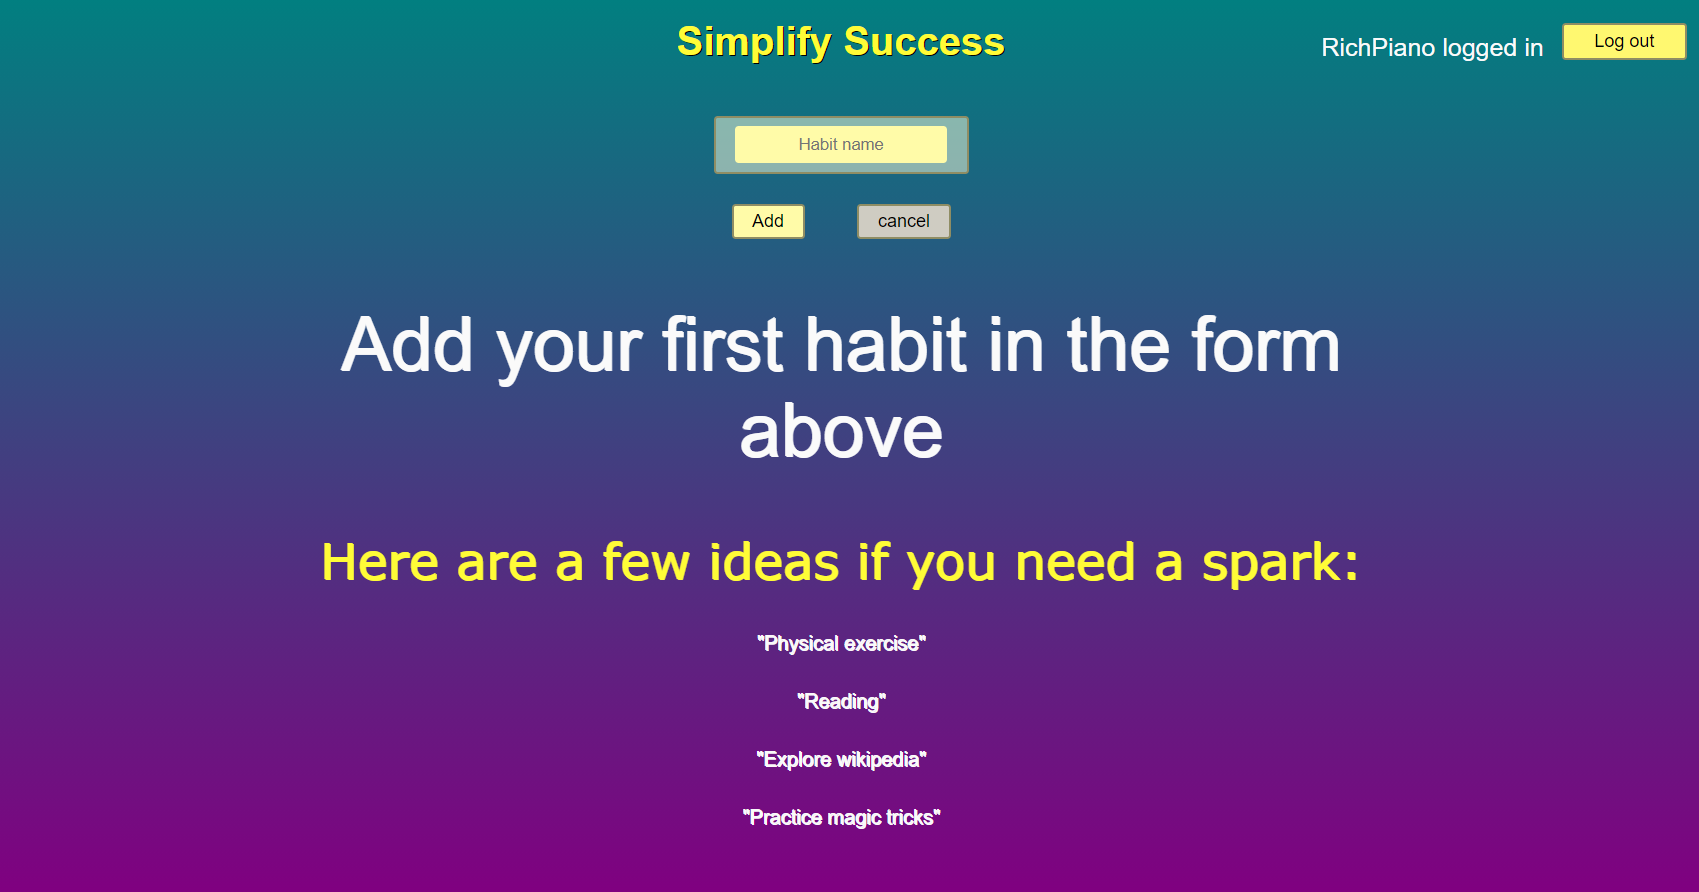 Simplify Success
RichPiano logged in
Log out
Habit name
Add
cancel
Add your first habit in the form
above
Here are a few ideas if you need a spark:
"Physical exercise"
"Reading"
"Explore wikipedia"
"Practice magic tricks"